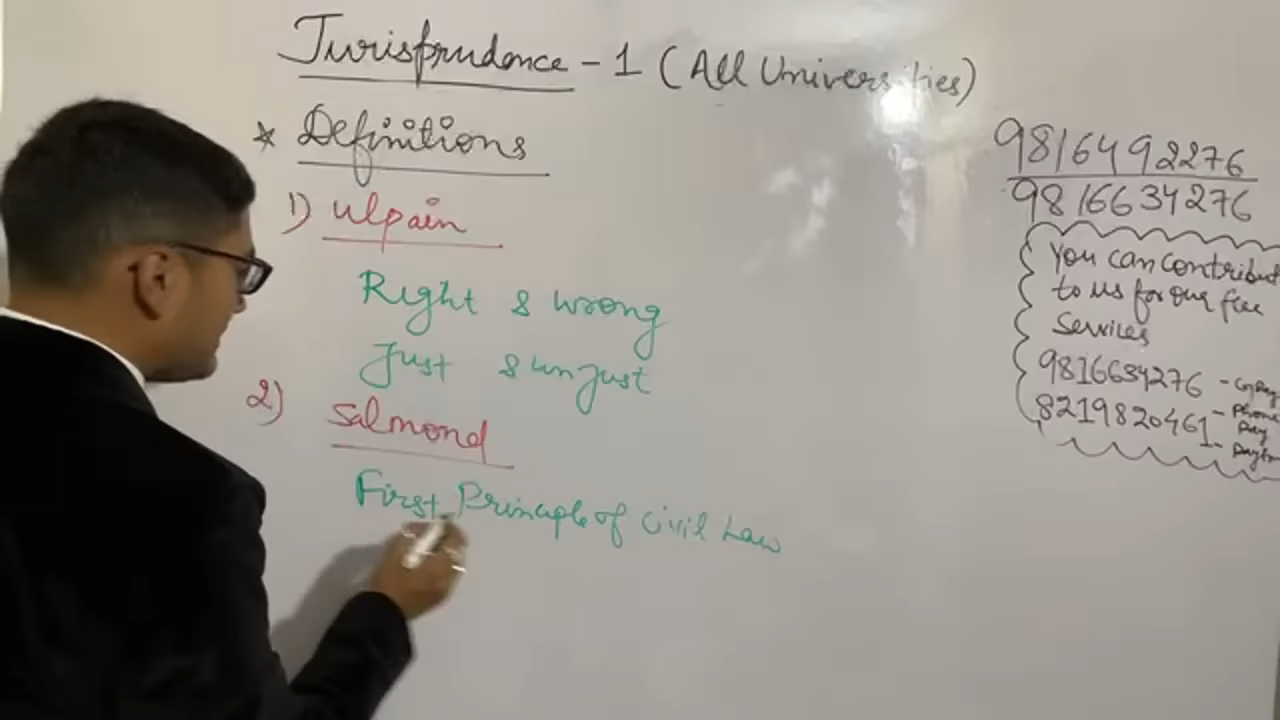 Jurisprudence - 1 (All Universities)
* Definitions
1) Ulpain
Right & wrong
Just & unjust
2) Salmond
First Principle of Civil Law
9816492276
9816634276
You can contribut
to us for our free
Services
9816634276 -
8219820461 - Phone
Pay
- Paytm